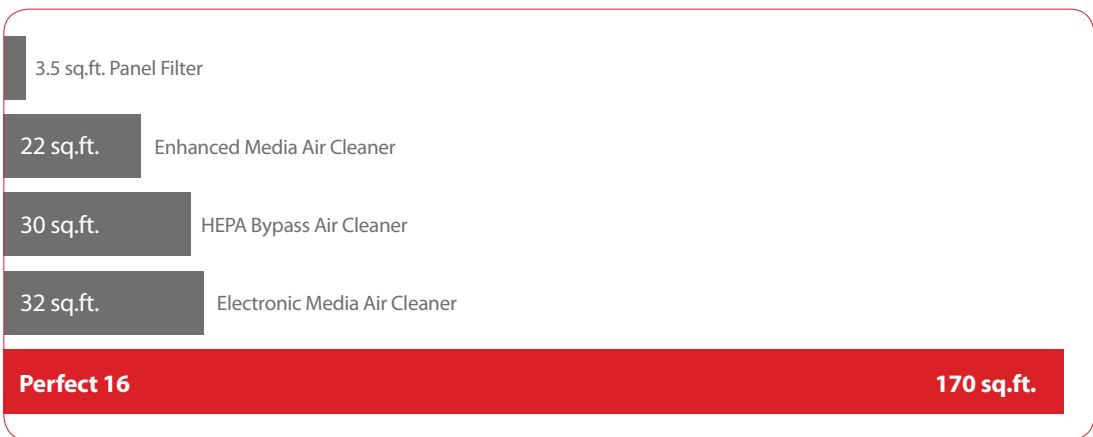 3.5 sq.ft. Panel Filter
22 sq.ft. Enhanced Media Air Cleaner
30 sq.ft. HEPA Bypass Air Cleaner
32 sq.ft. Electronic Media Air Cleaner
Perfect 16 170 sq.ft.